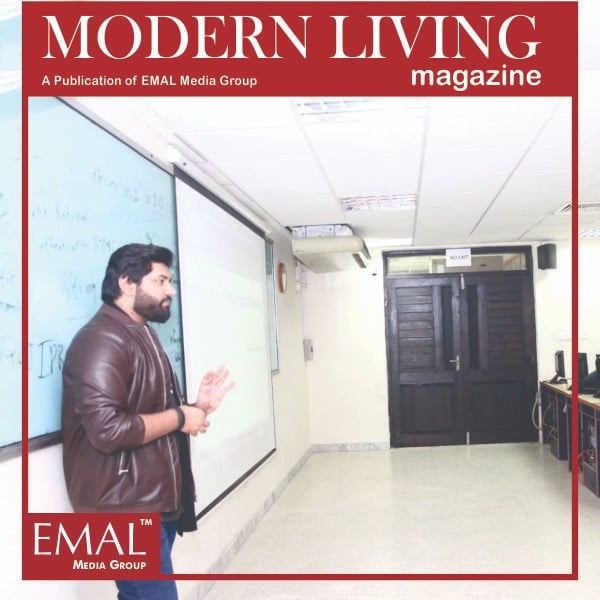 MODERN LIVING
A Publication of EMAL Media Group
magazine
NO EXIT
EMAL™
MEDIA GROUP